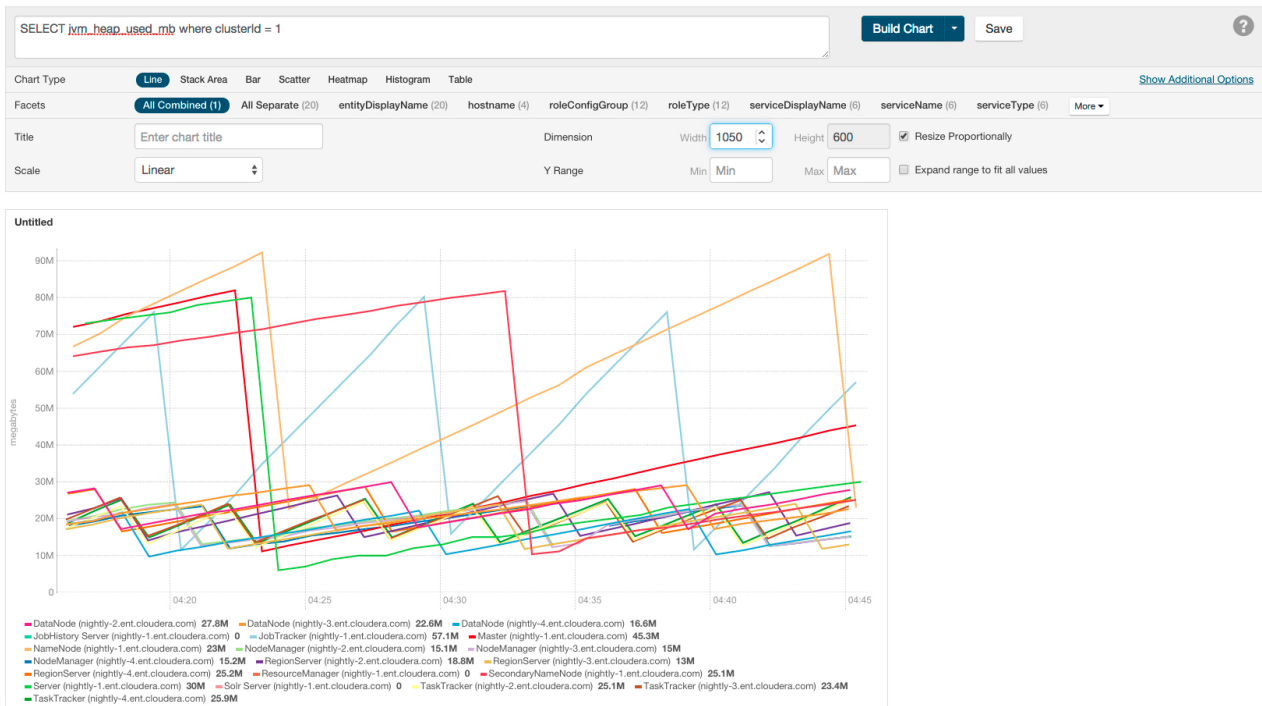 SELECT jvm_heap_used_mb where clusterId = 1
Build Chart
Save
?
Chart Type Line Stack Area Bar Scatter Heatmap Histogram Table Show Additional Options
Facets All Combined (1) All Separate (20) entityDisplayName (20) hostname (4) roleConfigGroup (12) roleType (12) serviceDisplayName (6) serviceName (6) serviceType (6) More
Title Enter chart title Dimension Width 1050 Height 600 Resize Proportionally
Scale Linear Y Range Min Min Max Max Expand range to fit all values
Untitled
90M
80M
70M
60M
50M
40M
30M
20M
10M
0
megabytes
04:20 04:25 04:30 04:35 04:40 04:45
DataNode (nightly-2.ent.cloudera.com) 27.8M DataNode (nightly-3.ent.cloudera.com) 22.6M DataNode (nightly-4.ent.cloudera.com) 16.6M
JobHistory Server (nightly-1.ent.cloudera.com) 0 JobTracker (nightly-1.ent.cloudera.com) 57.1M Master (nightly-1.ent.cloudera.com) 45.3M
NameNode (nightly-1.ent.cloudera.com) 23M NodeManager (nightly-2.ent.cloudera.com) 15.1M NodeManager (nightly-3.ent.cloudera.com) 15M
NodeManager (nightly-4.ent.cloudera.com) 15.2M RegionServer (nightly-2.ent.cloudera.com) 18.8M RegionServer (nightly-3.ent.cloudera.com) 13M
RegionServer (nightly-4.ent.cloudera.com) 25.2M ResourceManager (nightly-1.ent.cloudera.com) 0 SecondaryNameNode (nightly-1.ent.cloudera.com) 25.1M
Server (nightly-1.ent.cloudera.com) 30M Solr Server (nightly-1.ent.cloudera.com) 0 TaskTracker (nightly-2.ent.cloudera.com) 25.1M TaskTracker (nightly-3.ent.cloudera.com) 23.4M
TaskTracker (nightly-4.ent.cloudera.com) 25.9M